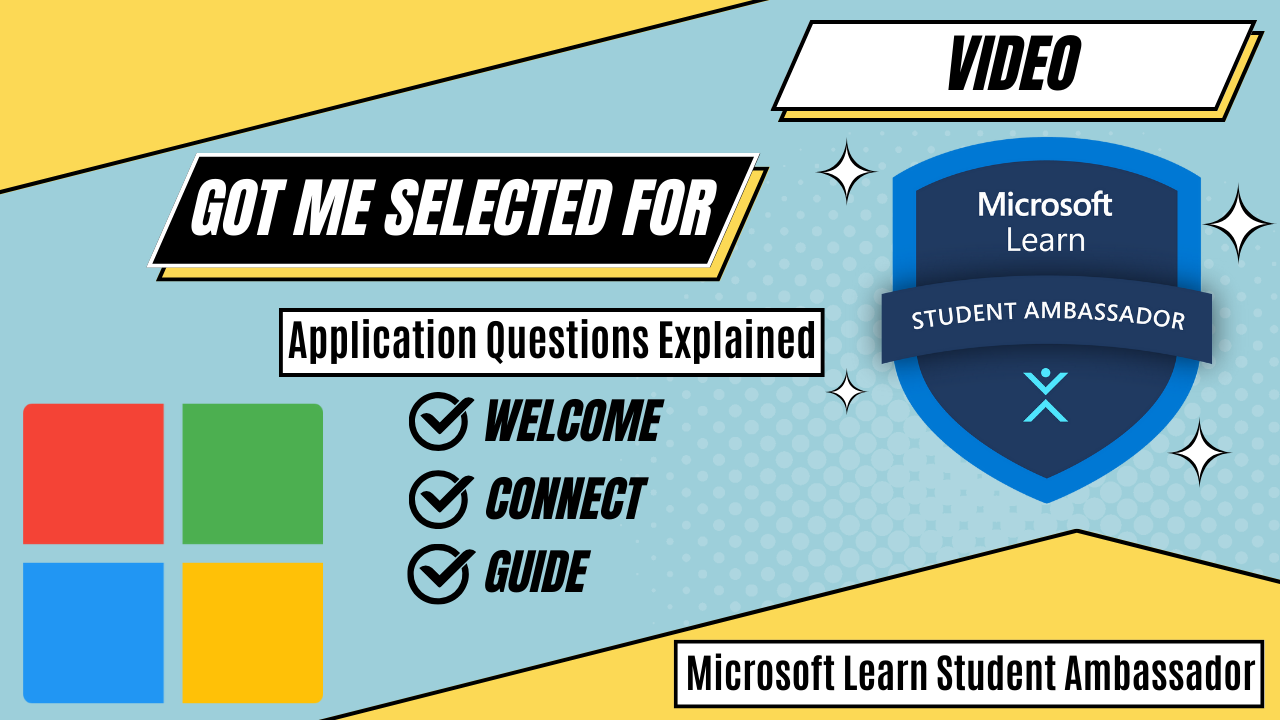 VIDEO
GOT ME SELECTED FOR
Microsoft
Learn
STUDENT AMBASSADOR
Application Questions Explained
WELCOME
CONNECT
GUIDE
Microsoft Learn Student Ambassador